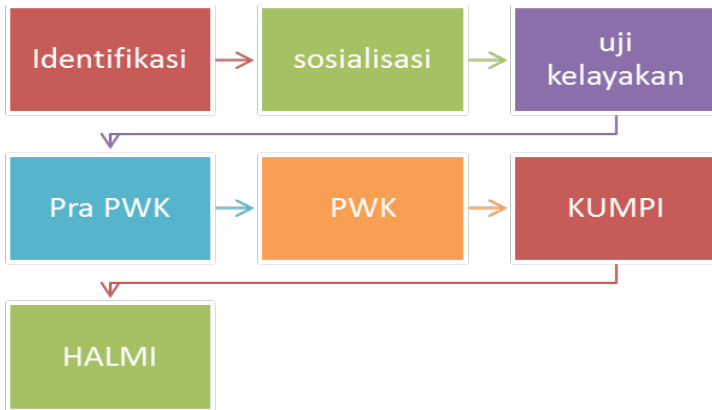 Identifikasi
sosialisasi
uji
kelayakan
Pra PWK
PWK
KUMPI
HALMI